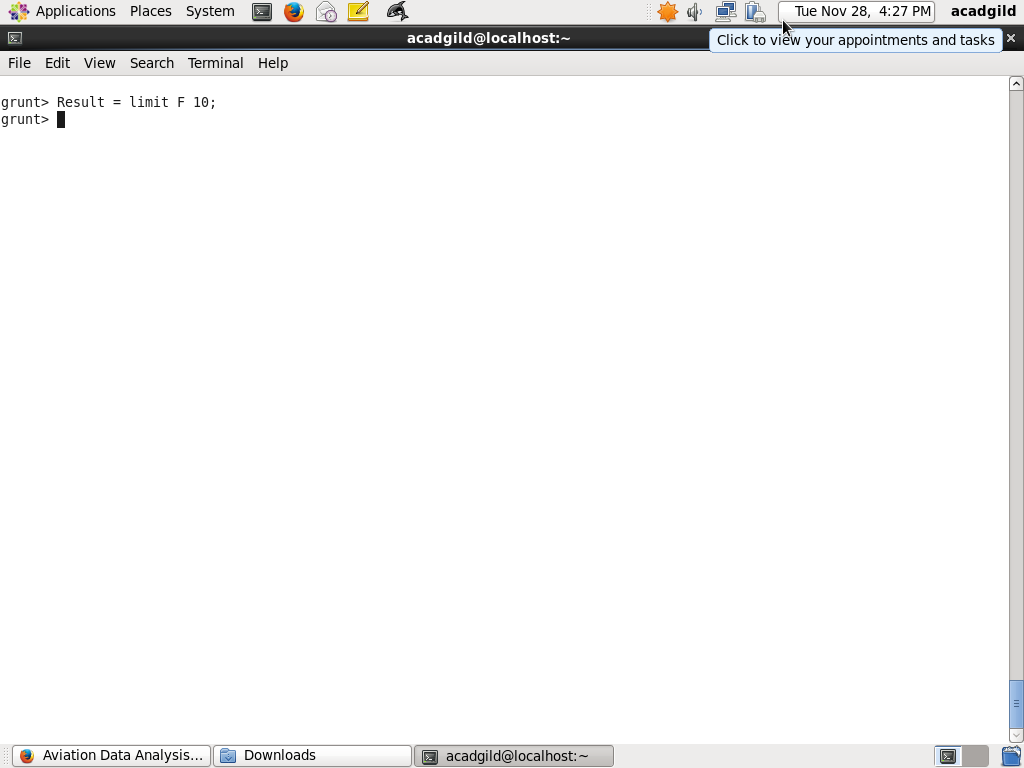 Applications Places System Tue Nov 28, 4:27 PM acadgild
acadgild@localhost:~
Click to view your appointments and tasks
File Edit View Search Terminal Help
grunt> Result = limit F 10;
grunt>
Aviation Data Analysis... Downloads acadgild@localhost:~